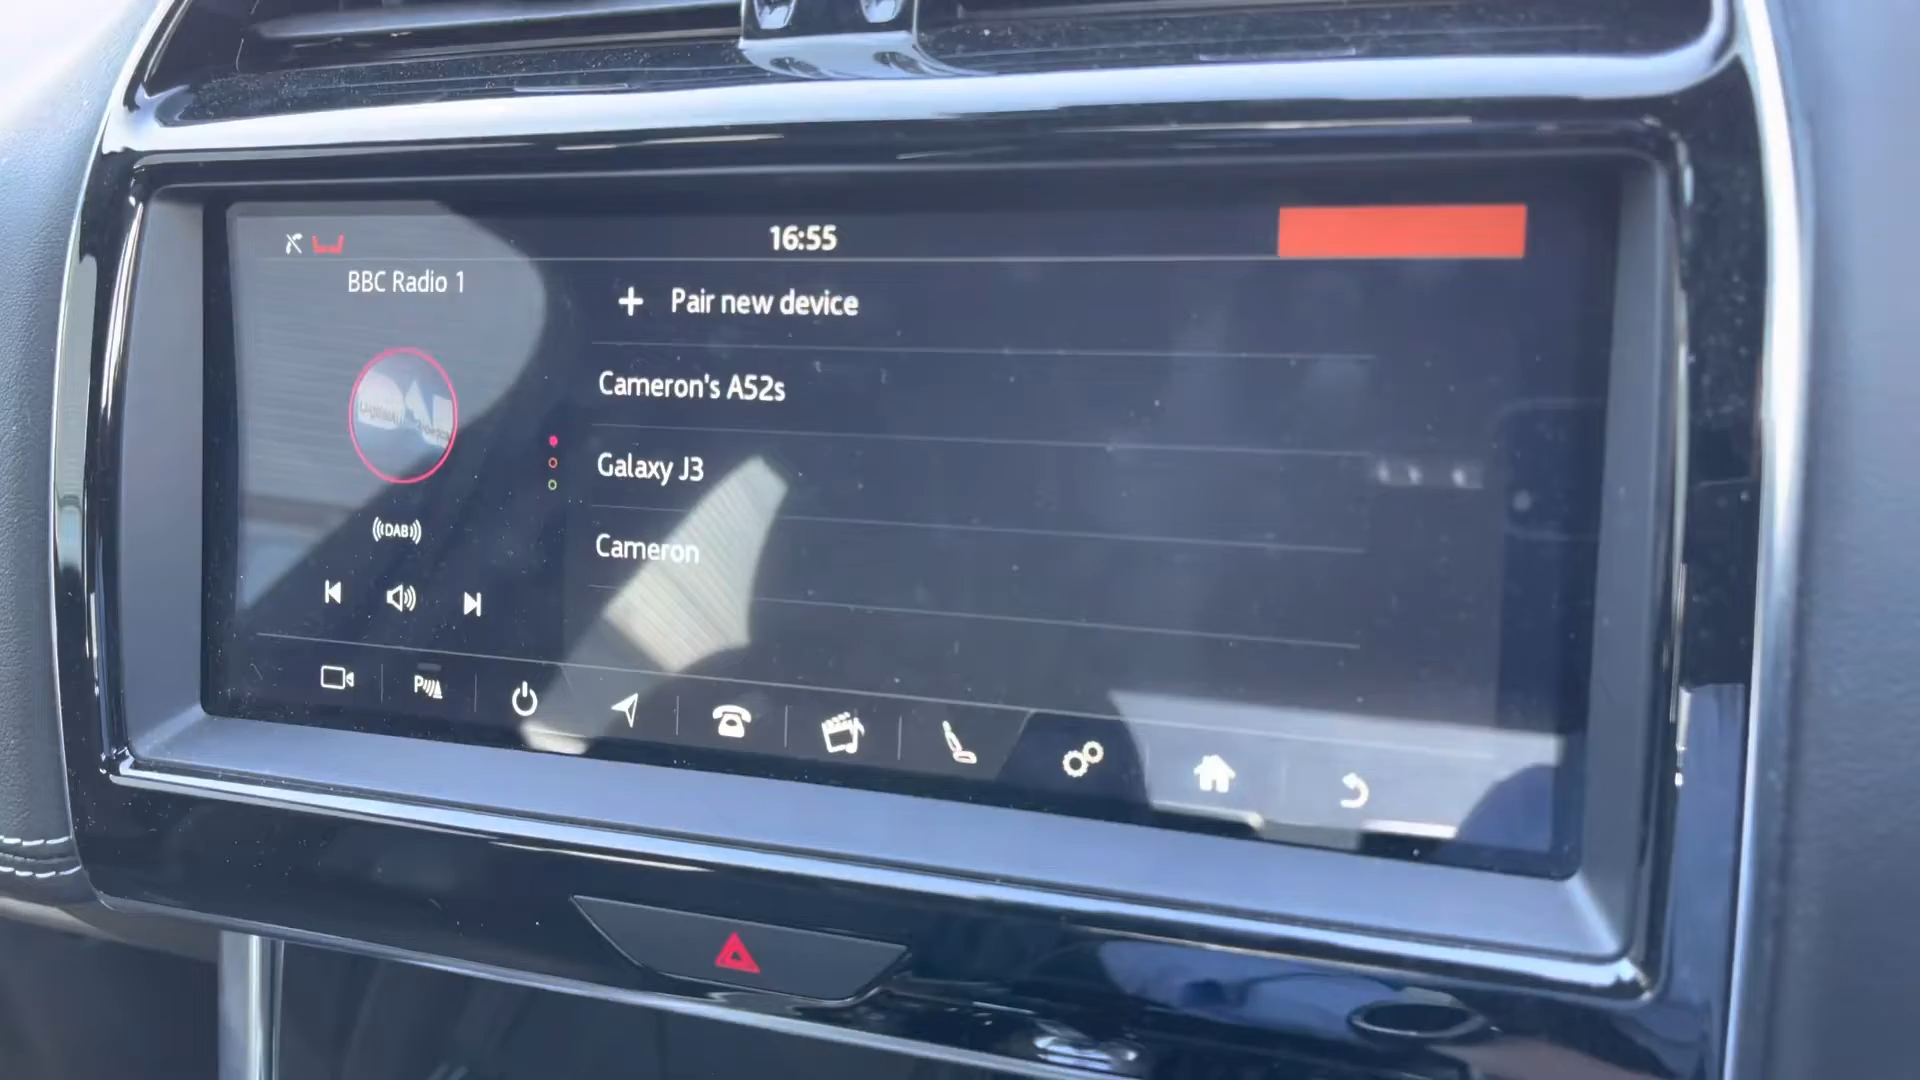 16:55
BBC Radio 1
Pair new device
Cameron's A52s
Galaxy J3
Cameron
DAB
P